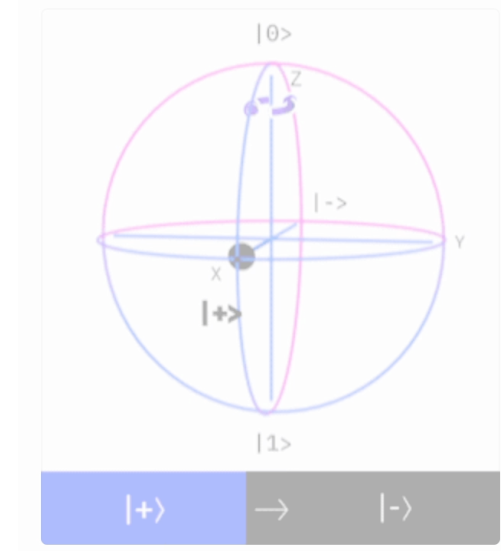 |0>
Z
|->
Y
X
|+>
|1>
|+⟩ → |-⟩